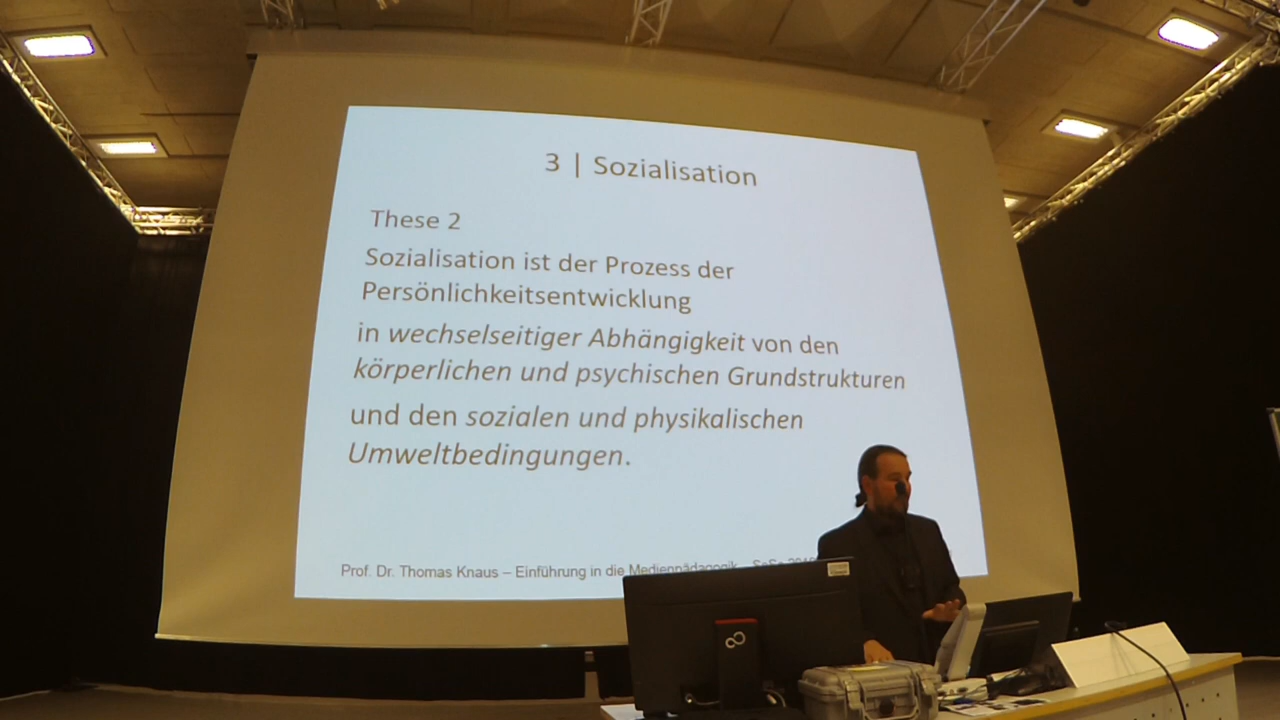 3 | Sozialisation
These 2
Sozialisation ist der Prozess der
Persönlichkeitsentwicklung
in wechselseitiger Abhängigkeit von den
körperlichen und psychischen Grundstrukturen
und den sozialen und physikalischen
Umweltbedingungen.
Prof. Dr. Thomas Knaus – Einführung in die Medienpädagogik – SoSe